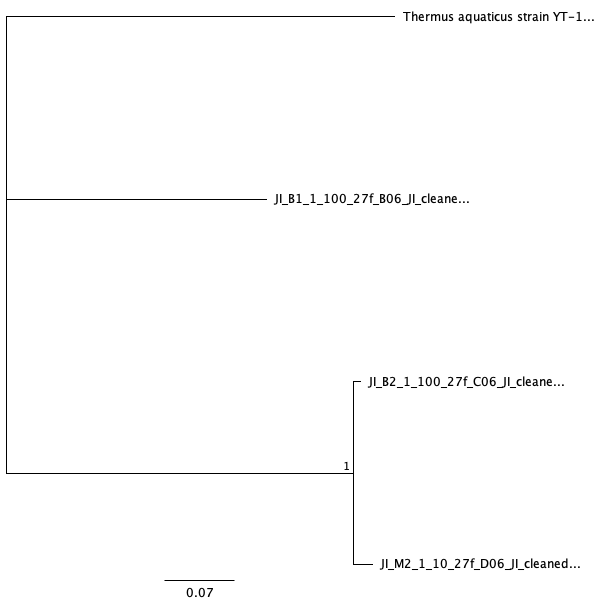 Thermus aquaticus strain YT-1...
JI_B1_1_100_27f_B06_JI_cleane...
JI_B2_1_100_27f_C06_JI_cleane...
1
JI_M2_1_10_27f_D06_JI_cleaned...
0.07